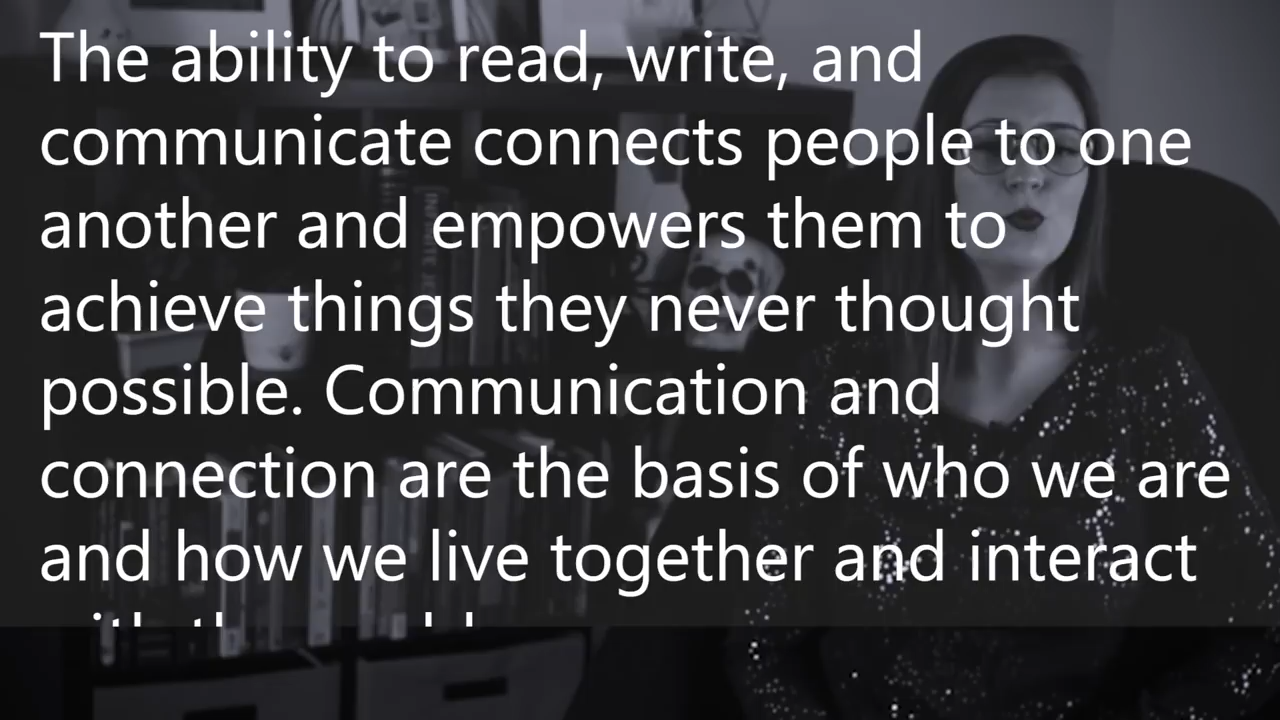 The ability to read, write, and
communicate connects people to one
another and empowers them to
achieve things they never thought
possible. Communication and
connection are the basis of who we are
and how we live together and interact